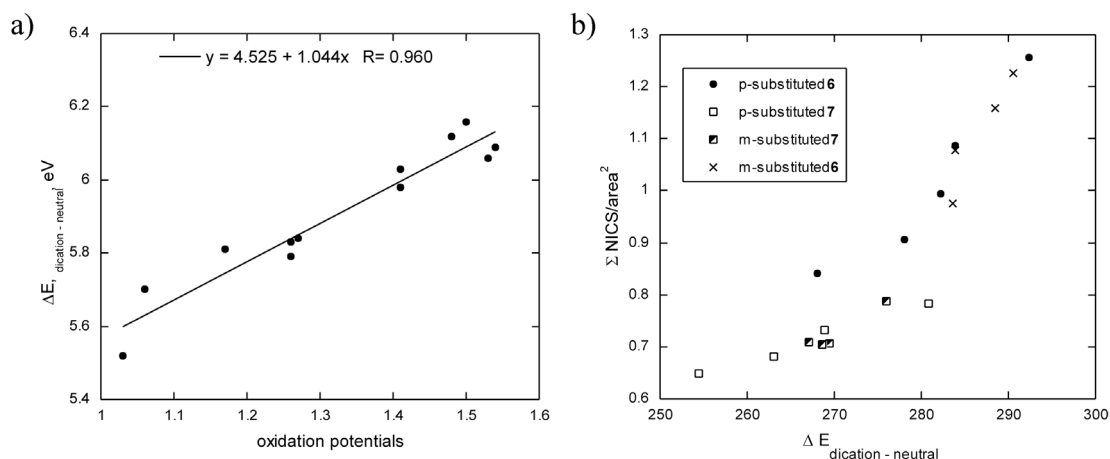 a)
y = 4.525 + 1.044x R= 0.960
6.4
6.2
6
5.8
5.6
5.4
ΔE, dication - neutral, eV
1
1.1
1.2
1.3
1.4
1.5
1.6
oxidation potentials
b)
p-substituted 6
p-substituted 7
m-substituted 7
m-substituted 6
1.3
1.2
1.1
1
0.9
0.8
0.7
0.6
Σ NICS/area²
250
260
270
280
290
300
Δ E dication - neutral